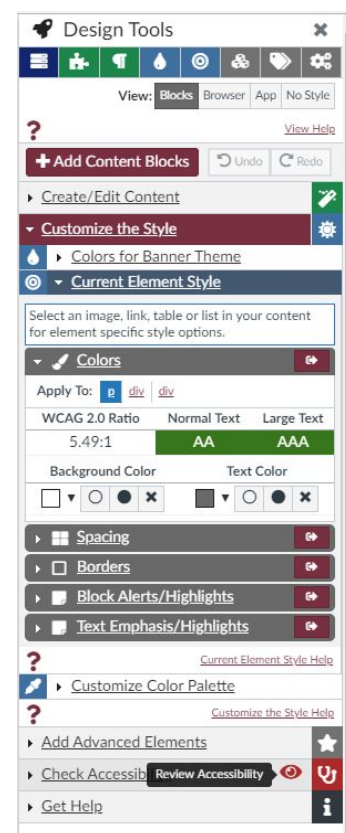 Design Tools
View: Blocks Browser App No Style
? View Help
Add Content Blocks Undo Redo
Create/Edit Content
Customize the Style
Colors for Banner Theme
Current Element Style
Select an image, link, table or list in your content
for element specific style options.
Colors
Apply To: p div div
WCAG 2.0 Ratio Normal Text Large Text
5.49:1 AA AAA
Background Color Text Color
Spacing
Borders
Block Alerts/Highlights
Text Emphasis/Highlights
? Current Element Style Help
Customize Color Palette
? Customize the Style Help
Add Advanced Elements
Check Accessibi Review Accessibility
Get Help